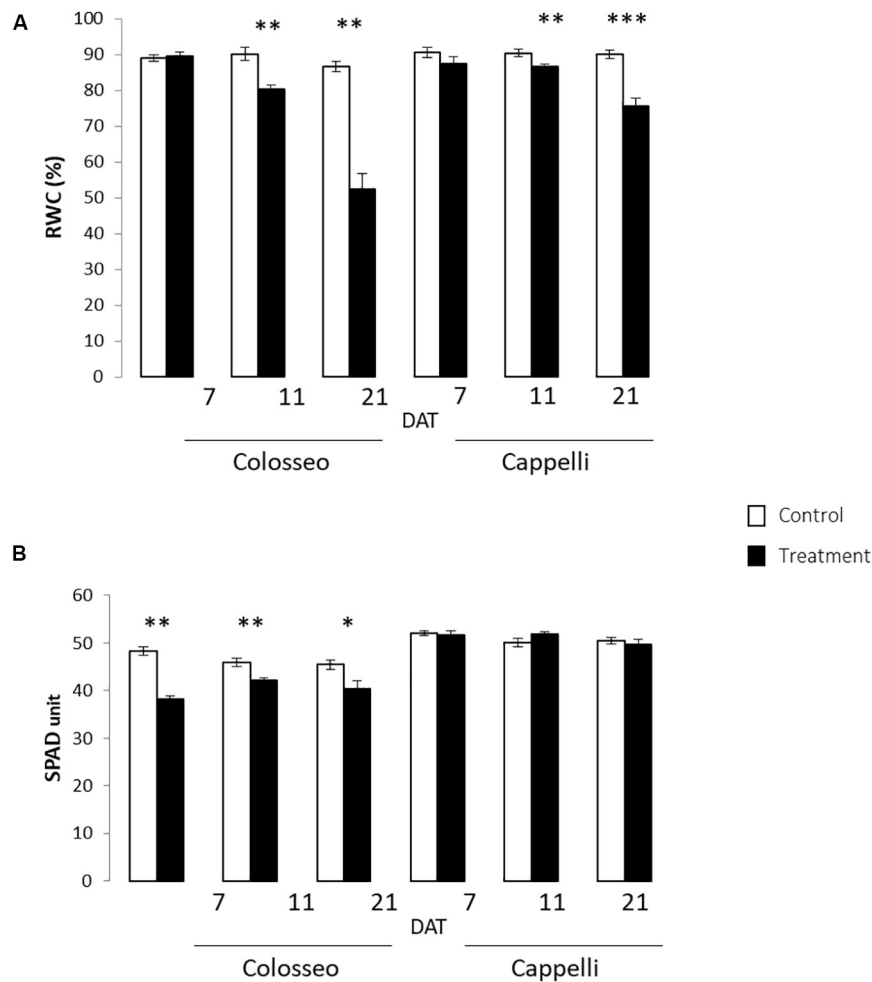 A
100
** ** ** ***
90
80
70
60
50
40
30
20
10
0
RWC (%)
7 11 21 7 11 21
DAT
Colosseo Cappelli
Control
Treatment
B
60
** ** *
50
40
30
20
10
0
SPAD unit
7 11 21 7 11 21
DAT
Colosseo Cappelli